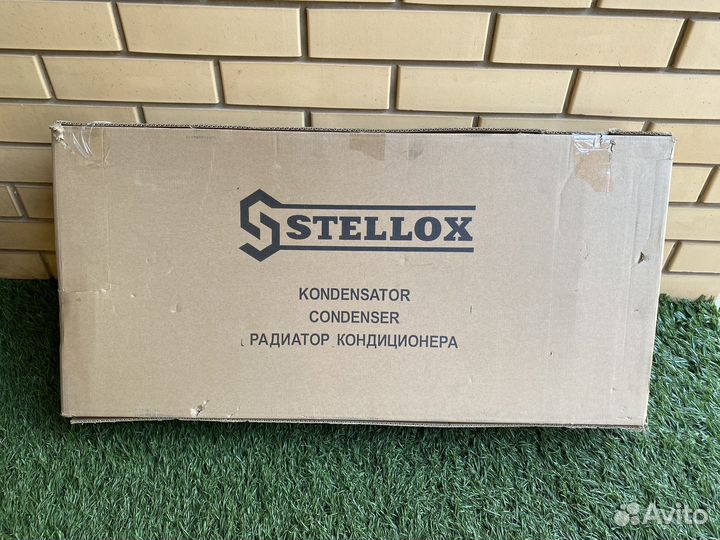 STELLOX
KONDENSATOR
CONDENSER
РАДИАТОР КОНДИЦИОНЕРА
Avito